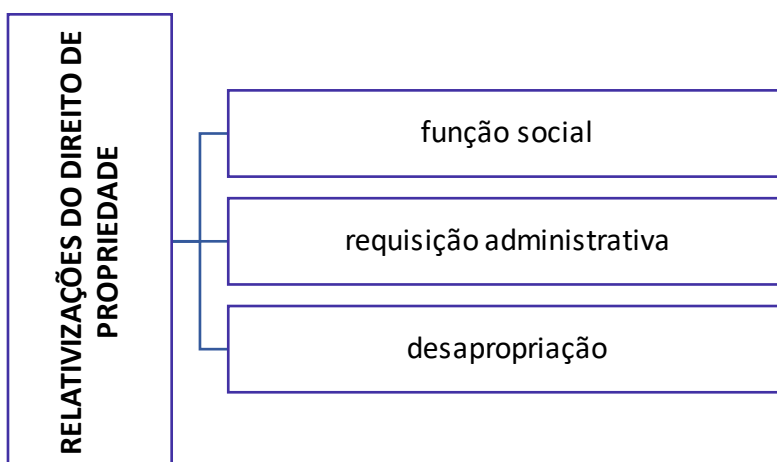 RELATIVIZAÇÕES DO DIREITO DE
PROPRIEDADE
função social
requisição administrativa
desapropriação